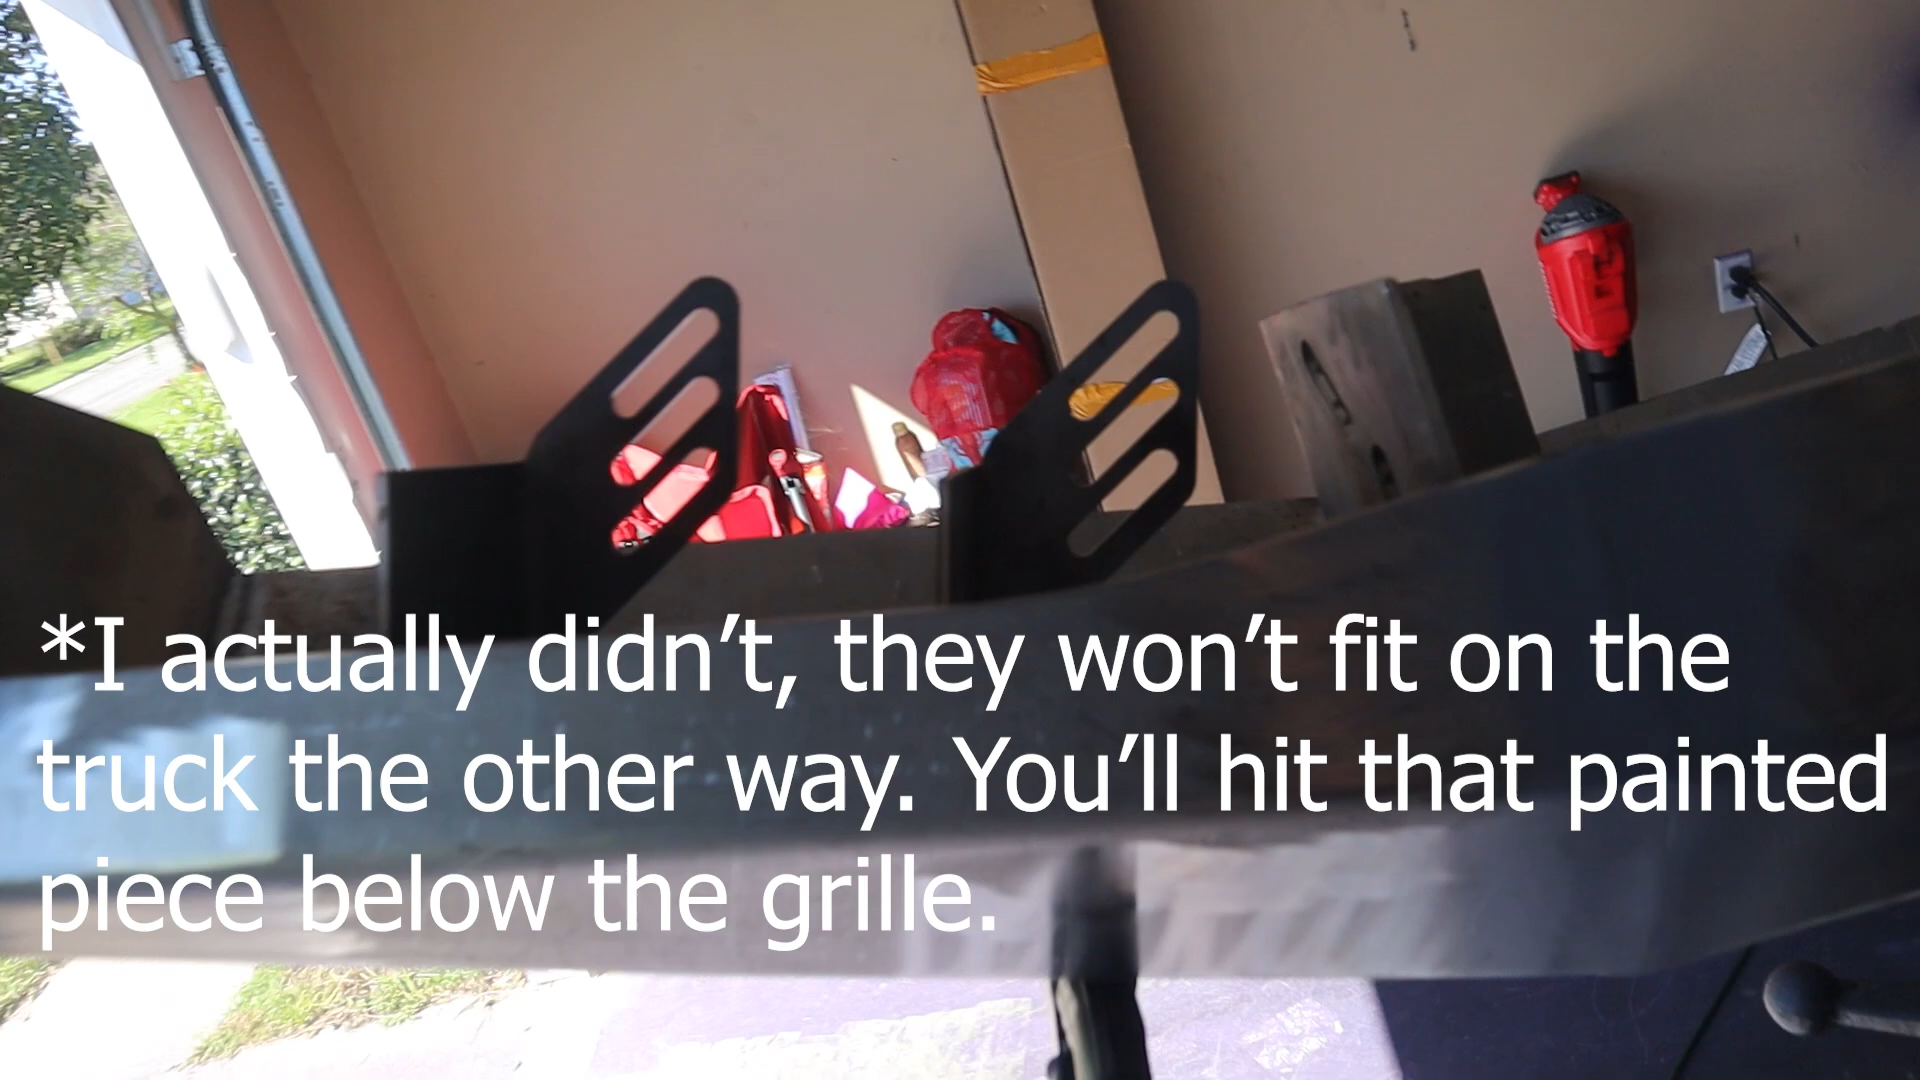 *I actually didn’t, they won’t fit on the
truck the other way. You’ll hit that painted
piece below the grille.